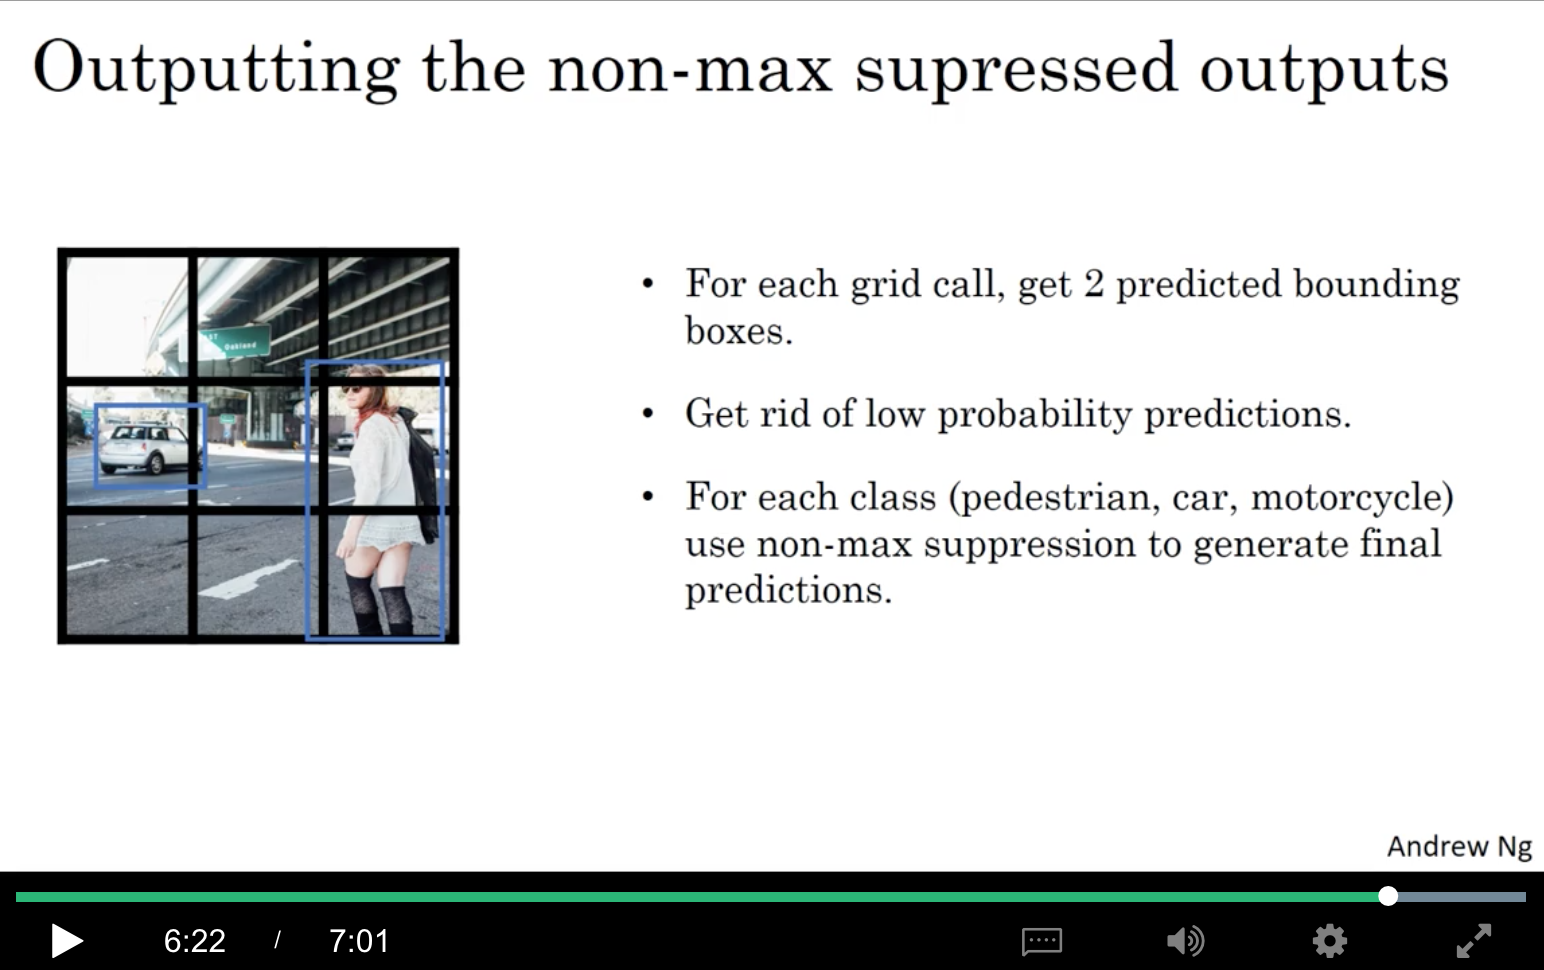 Outputting the non-max supressed outputs
• For each grid call, get 2 predicted bounding
boxes.
• Get rid of low probability predictions.
• For each class (pedestrian, car, motorcycle)
use non-max suppression to generate final
predictions.
Oakland
Andrew Ng
6:22 / 7:01